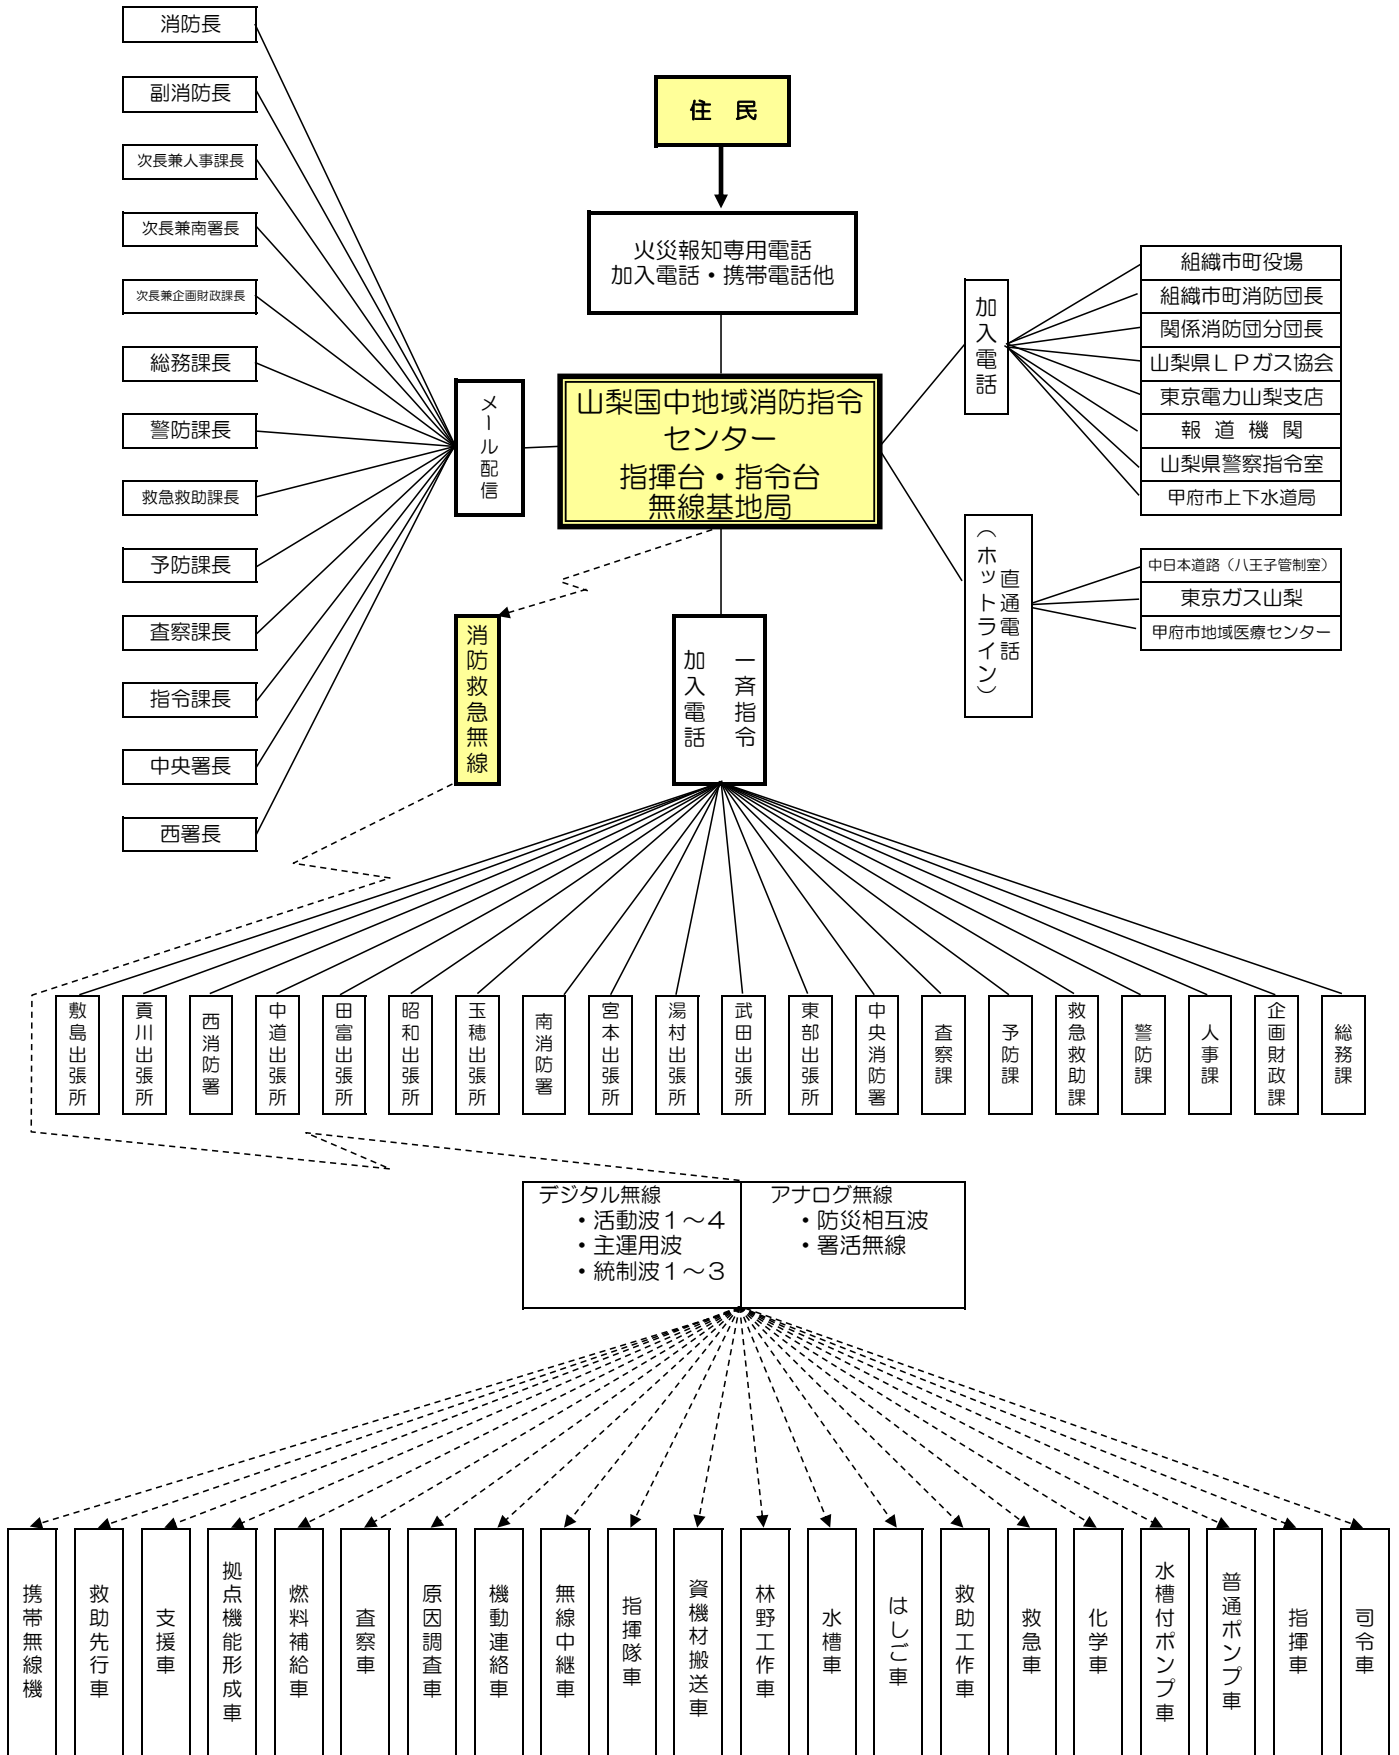 消防長
副消防長
次長兼人事課長
次長兼南署長
次長兼企画財政課長
総務課長
警防課長
救急救助課長
予防課長
査察課長
指令課長
中央署長
西署長
住　民
火災報知専用電話
加入電話・携帯電話他
メール配信
山梨国中地域消防指令
センター
指揮台・指令台
無線基地局
加入電話
組織市町役場
組織市町消防団長
関係消防団分団長
山梨県ＬＰガス協会
東京電力山梨支店
報 道 機 関
山梨県警察指令室
甲府市上下水道局
直通電話
（ホットライン）
中日本道路（八王子管制室）
東京ガス山梨
甲府市地域医療センター
消防救急無線
一斉指令
加入電話
敷島出張所
貢川出張所
西消防署
中道出張所
田富出張所
昭和出張所
玉穂出張所
南消防署
宮本出張所
湯村出張所
武田出張所
東部出張所
中央消防署
査察課
予防課
救急救助課
警防課
人事課
企画財政課
総務課
デジタル無線
・活動波１～４
・主運用波
・統制波１～３
アナログ無線
・防災相互波
・署活無線
携帯無線機
救助先行車
支援車
拠点機能形成車
燃料補給車
査察車
原因調査車
機動連絡車
無線中継車
指揮隊車
資機材搬送車
林野工作車
水槽車
はしご車
救助工作車
救急車
化学車
水槽付ポンプ車
普通ポンプ車
指揮車
司令車